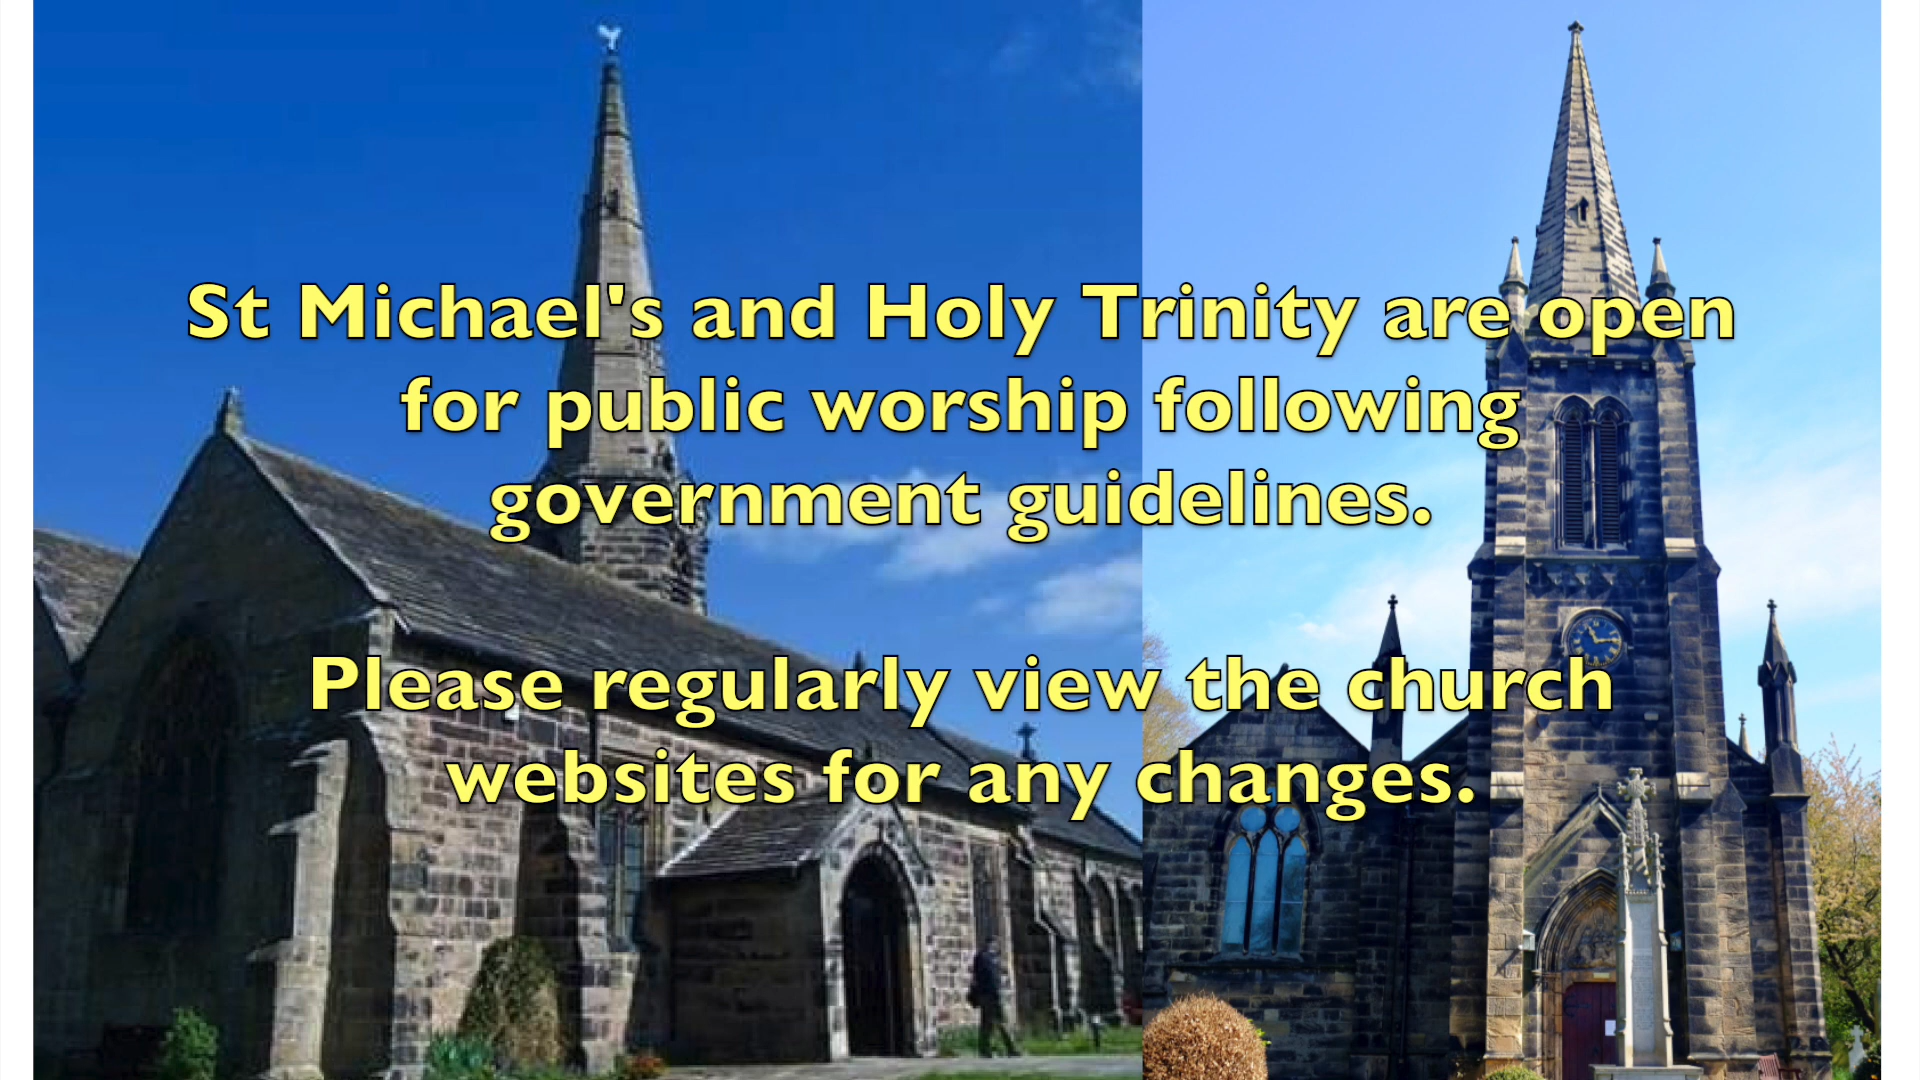 St Michael's and Holy Trinity are open
for public worship following
government guidelines.
Please regularly view the church
websites for any changes.